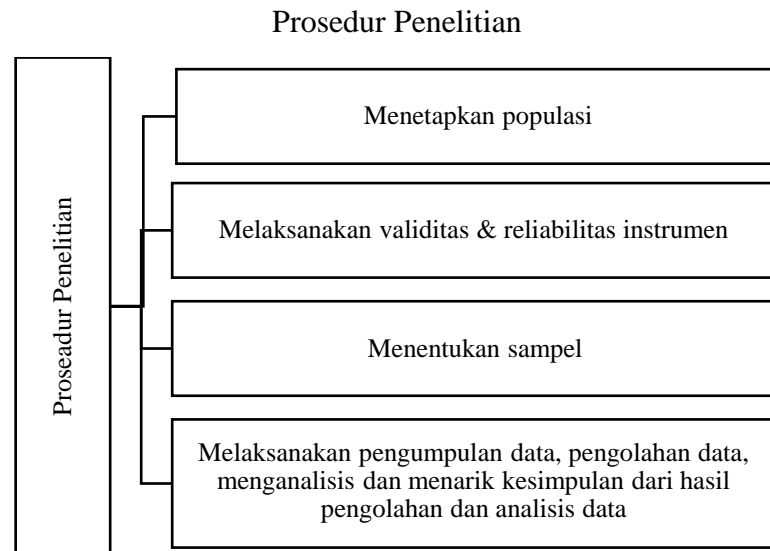 Prosedur Penelitian
Proseadur Penelitian
Menetapkan populasi
Melaksanakan validitas & reliabilitas instrumen
Menentukan sampel
Melaksanakan pengumpulan data, pengolahan data,
menganalisis dan menarik kesimpulan dari hasil
pengolahan dan analisis data